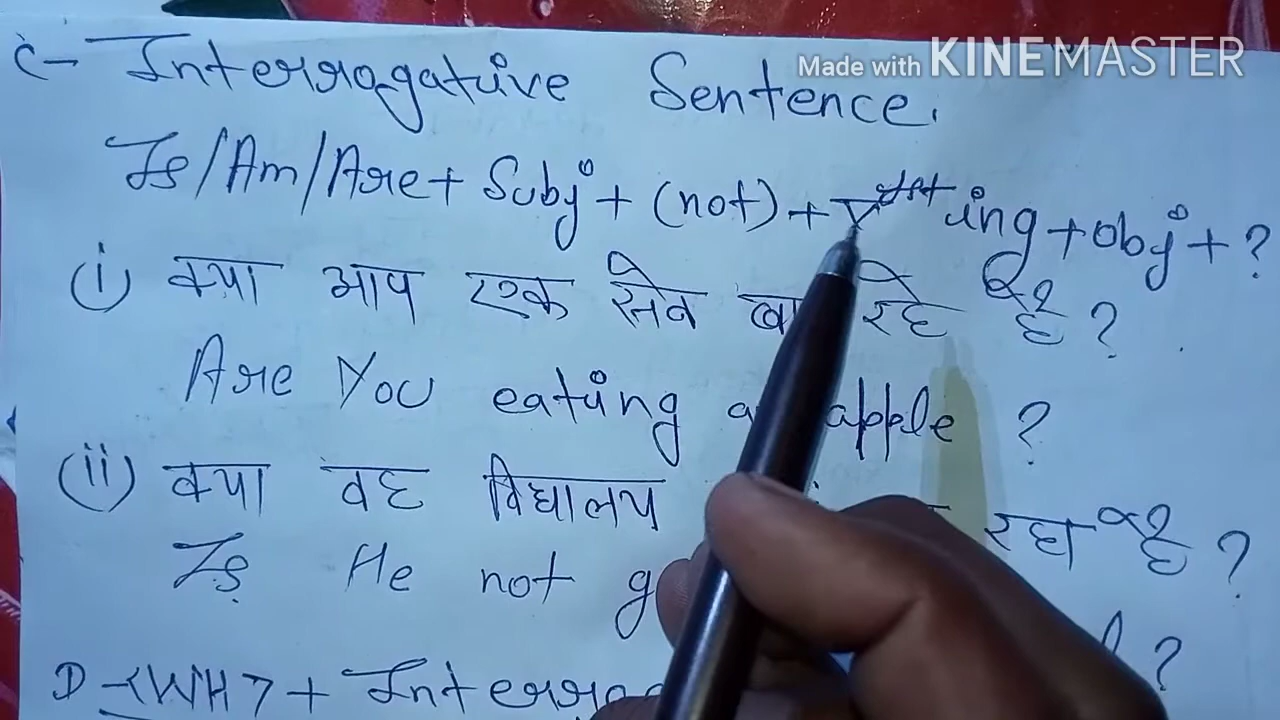 Made with KINEMASTER
C- Interrogative Sentence.
Is/Am/Are + Subj + (not) + V ing + obj + ?
(i) क्या आप एक सेव खा रहे हैं ?
Are You eating apple ?
(ii) क्या वह विद्यालय रहा है ?
Is He not
D- <WH> +